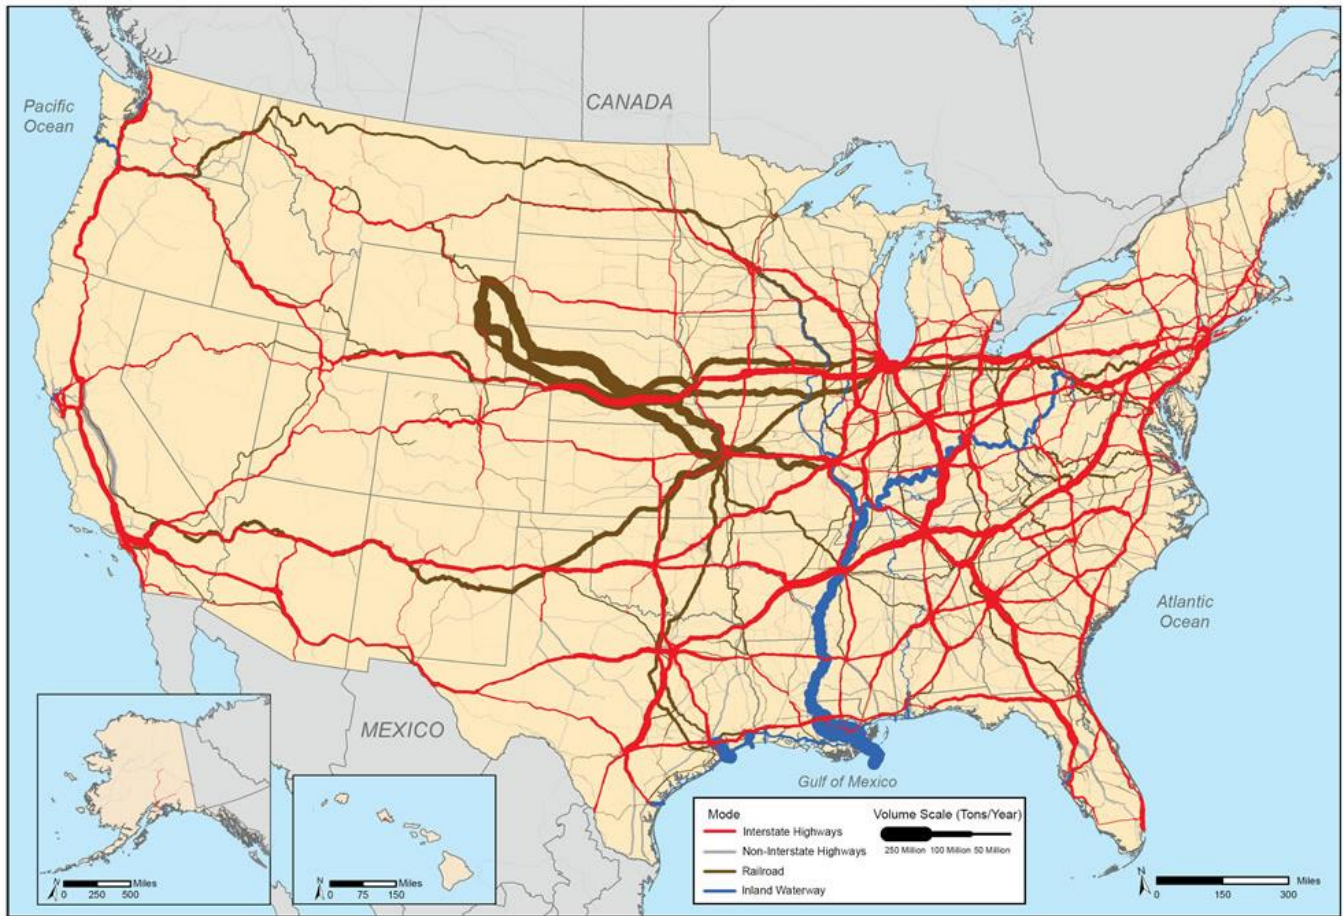 CANADA
Pacific
Ocean
Atlantic
Ocean
MEXICO
Gulf of Mexico
Mode
Interstate Highways
Non-Interstate Highways
Railroad
Inland Waterway
Volume Scale (Tons/Year)
250 Million 100 Million 50 Million
N
Miles
0 250 500
N
Miles
0 75 150
N
Miles
0 150 300